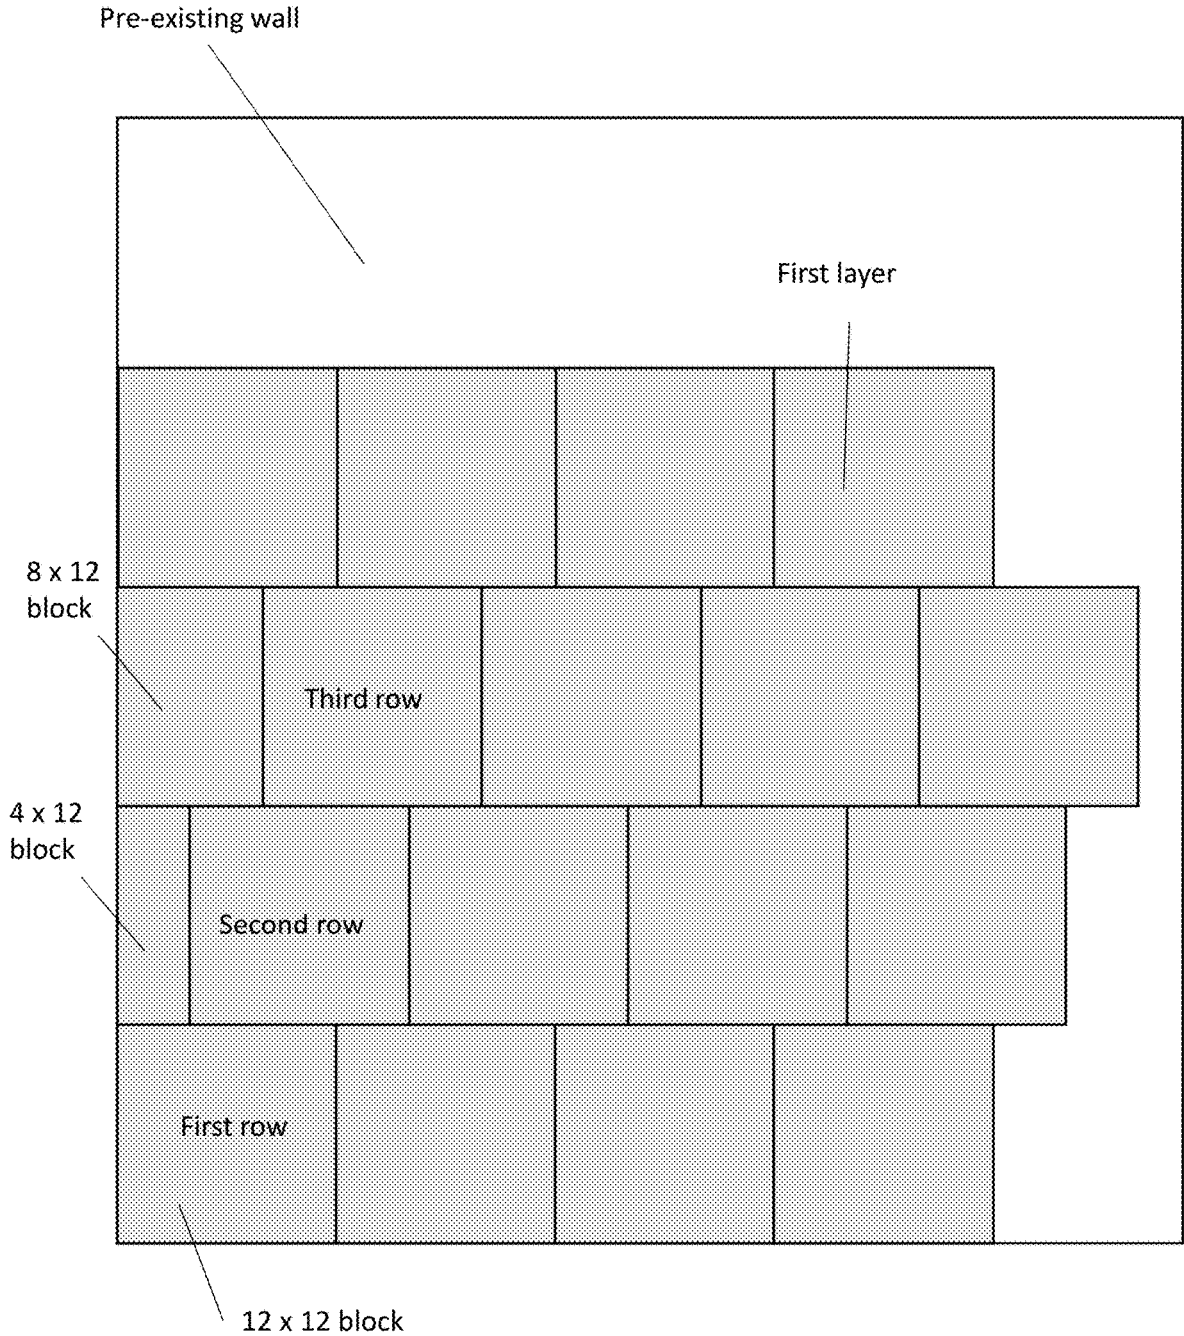 Pre-existing wall
First layer
8 x 12
block
Third row
4 x 12
block
Second row
First row
12 x 12 block